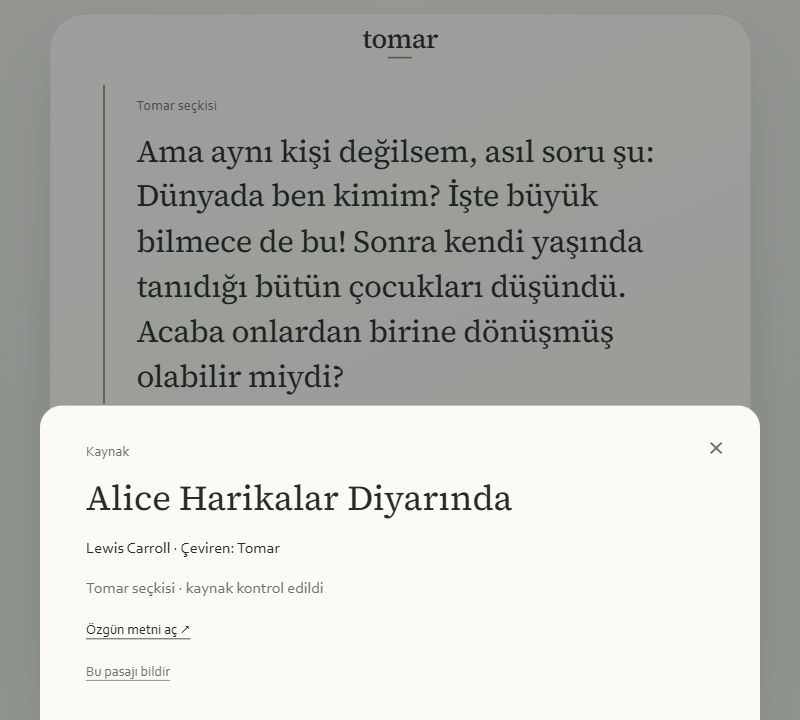 tomar
Tomar seçkisi
Ama aynı kişi değilsem, asıl soru şu:
Dünyada ben kimim? İşte büyük
bilmece de bu! Sonra kendi yaşında
tanıdığı bütün çocukları düşündü.
Acaba onlardan birine dönüşmüş
olabilir miydi?
Kaynak
Alice Harikalar Diyarında
Lewis Carroll · Çeviren: Tomar
Tomar seçkisi · kaynak kontrol edildi
Özgün metni aç ↗
Bu pasajı bildir